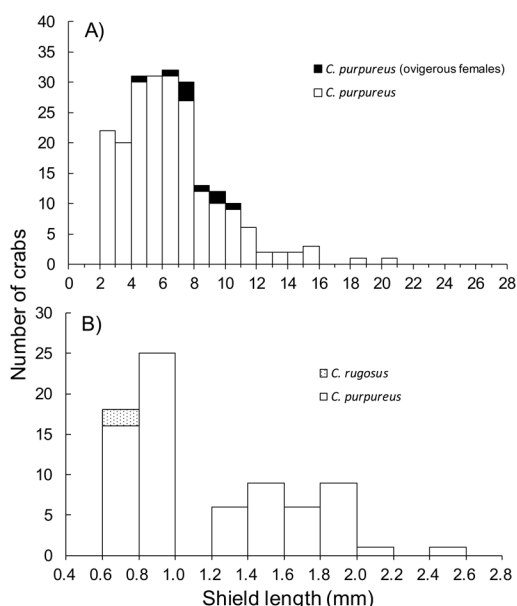 A)
C. purpureus (ovigerous females)
C. purpureus
40
35
30
25
20
15
10
5
0
0 2 4 6 8 10 12 14 16 18 20 22 24 26 28
Number of crabs
B)
C. rugosus
C. purpureus
30
25
20
15
10
5
0
0.4 0.6 0.8 1.0 1.2 1.4 1.6 1.8 2.0 2.2 2.4 2.6 2.8
Shield length (mm)